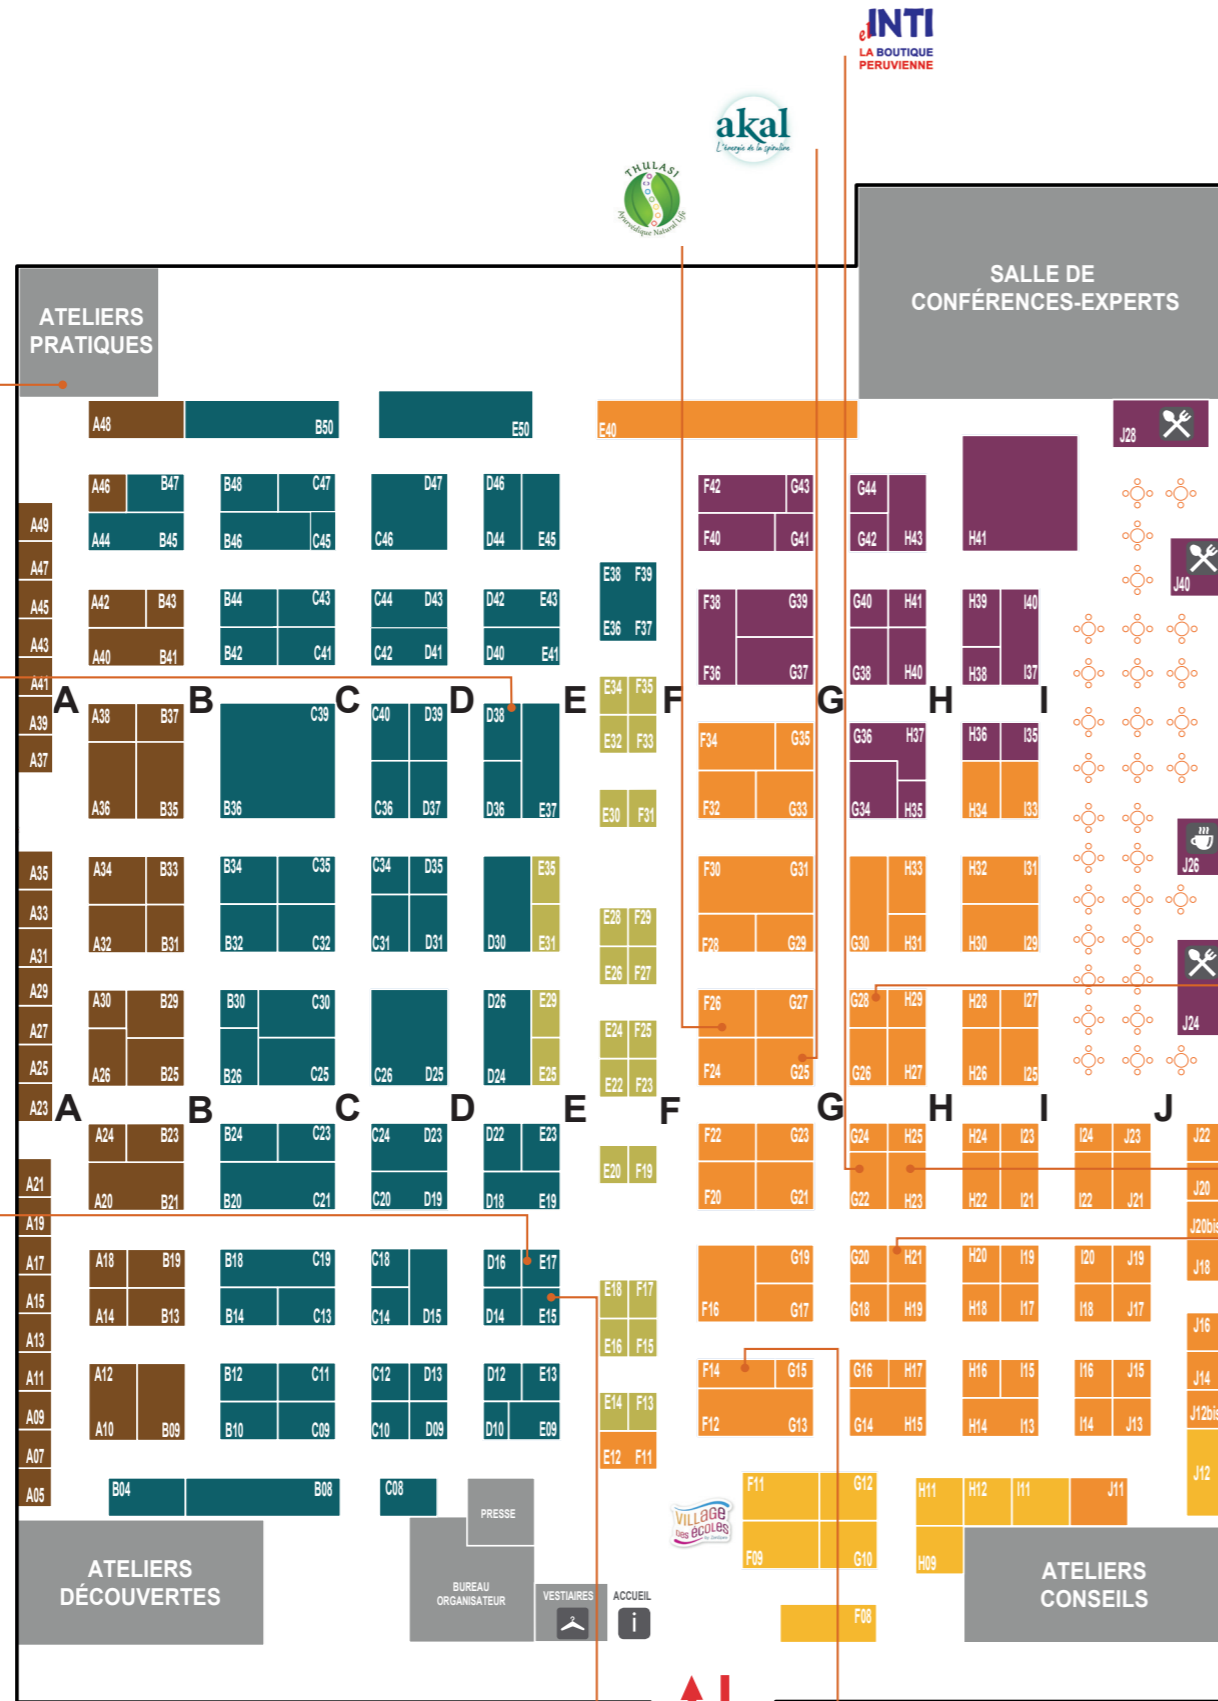 el INTI
LA BOUTIQUE
PERUVIENNE
akal
L'énergie de la spiruline
THULASI
Ayurvédique Natural Life
SALLE DE
CONFÉRENCES-EXPERTS
ATELIERS
PRATIQUES
A48 B50 E50 E40 J28
A46 B47 B48 C47 D47 D46 F42 G43 G44
A49
A44 B45 B46 C45 C46 D44 E45 F40 G41 G42 H43 H41
A47
E38 F39 J40
A45 A42 B43 B44 C43 C44 D43 D42 E43 F38 G39 G40 H41 H39 I40
E36 F37
A43
A40 B41 B42 C41 C42 D41 D40 E41 F36 G37 G38 H40 H38 I37
A41 E34 F35
A B C D E F G H I
A39 A38 B37 C39 C40 D39 D38
E32 F33 F34 G35 G36 H37 H36 I35
A37
A36 B35 B36 C36 D37 D36 E37 E30 F31 F32 G33 G34 H35 H34 I33
J26
A35 A34 B33 B34 C35 C34 D35 E35 F30 G31 H33 H32 I31
A33 E28 F29
A32 B31 B32 C32 C31 D31 D30 E31 F28 G29 G30 H31 H30 I29
A31
E26 F27
A29 A30 B29 B30 C30 D26 E29 F26 G27 G28 H29 H28 I27
A27 E24 F25 J24
A25 A26 B25 B26 C25 C26 D25 D24 E25 F24 G25 G26 H27 H26 I25
E22 F23
A23
A B C D E F G H I J
A24 B23 B24 C23 C24 D23 D22 E23 F22 G23 G24 H25 H24 I23 I24 J23 J22
E20 F19
A21
A20 B21 B20 C21 C20 D19 D18 E19 F20 G21 G22 H23 H22 I21 I22 J21 J20
A19 J20bis
A17 A18 B19 B18 C19 C18 D16 E17 G19 G20 H21 H20 I19 I20 J19 J18
E18 F17
A15
A14 B13 B14 C13 C14 D15 D14 E15 F16 G17 G18 H19 H18 I17 I18 J17
A13 E16 F15 J16
A11 A12 B12 C11 C12 D13 D12 E13 F14 G15 G16 H17 H16 I15 I16 J15 J14
E14 F13
A09 J12bis
A10 B09 B10 C09 C10 D09 D10 E09 F12 G13 G14 H15 H14 I13 I14 J13
A07 E12 F11
J12
A05 B04 B08 C08 F11 G12 H11 H12 I11 J11
PRESSE
VILLAGE
DES ÉCOLES
F09 G10 H09
ATELIERS
DÉCOUVERTES
BUREAU
ORGANISATEUR
VESTIAIRES
ACCUEIL
i
ATELIERS
CONSEILS
F08